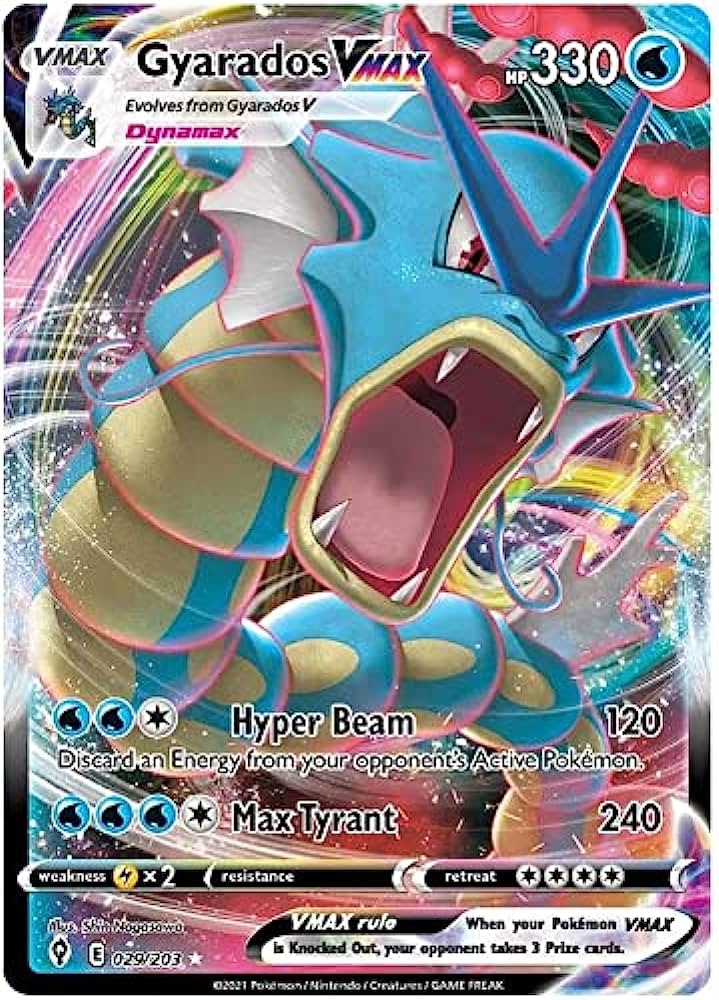 VMAX
Gyarados VMAX
HP 330
Evolves from Gyarados V
Dynamax
Hyper Beam 120
Discard an Energy from your opponent's Active Pokémon.
Max Tyrant 240
weakness ×2 resistance retreat
Illus. Shin Nagasawa
VMAX rule When your Pokémon VMAX
is Knocked Out, your opponent takes 3 Prize cards.
E 029/203 ★
©2021 Pokémon / Nintendo / Creatures / GAME FREAK